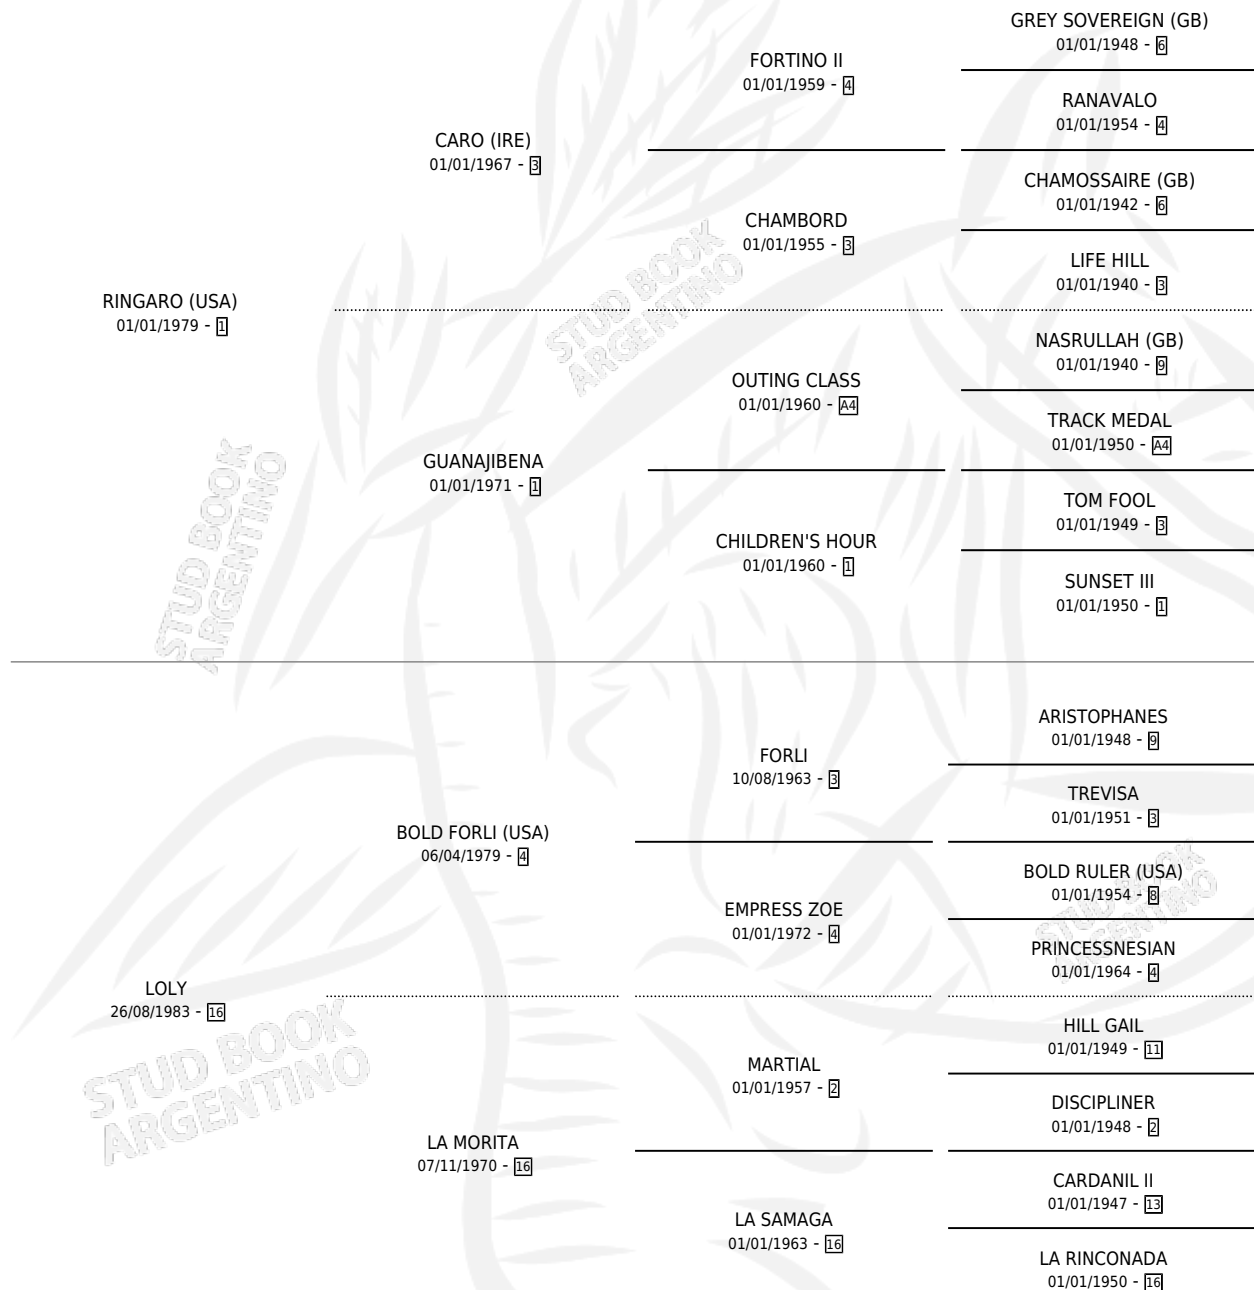 GREY SOVEREIGN (GB)
01/01/1948 - 6
FORTINO II
01/01/1959 - 4
RANAVALO
01/01/1954 - 4
CARO (IRE)
01/01/1967 - 3
CHAMOSSAIRE (GB)
01/01/1942 - 6
CHAMBORD
01/01/1955 - 3
LIFE HILL
01/01/1940 - 3
RINGARO (USA)
01/01/1979 - 1
NASRULLAH (GB)
01/01/1940 - 9
OUTING CLASS
01/01/1960 - A4
TRACK MEDAL
01/01/1950 - A4
GUANAJIBENA
01/01/1971 - 1
TOM FOOL
01/01/1949 - 3
CHILDREN'S HOUR
01/01/1960 - 1
SUNSET III
01/01/1950 - 1
ARISTOPHANES
01/01/1948 - 9
FORLI
10/08/1963 - 3
TREVISA
01/01/1951 - 3
BOLD FORLI (USA)
06/04/1979 - 4
BOLD RULER (USA)
01/01/1954 - 8
EMPRESS ZOE
01/01/1972 - 4
PRINCESSNESIAN
01/01/1964 - 4
LOLY
26/08/1983 - 16
HILL GAIL
01/01/1949 - 11
MARTIAL
01/01/1957 - 2
DISCIPLINER
01/01/1948 - 2
LA MORITA
07/11/1970 - 16
CARDANIL II
01/01/1947 - 13
LA SAMAGA
01/01/1963 - 16
LA RINCONADA
01/01/1950 - 16
STUD BOOK
ARGENTINO
STUD BOOK
ARGENTINO
STUD BOOK
ARGENTINO
STUD BOOK
ARGENTINO